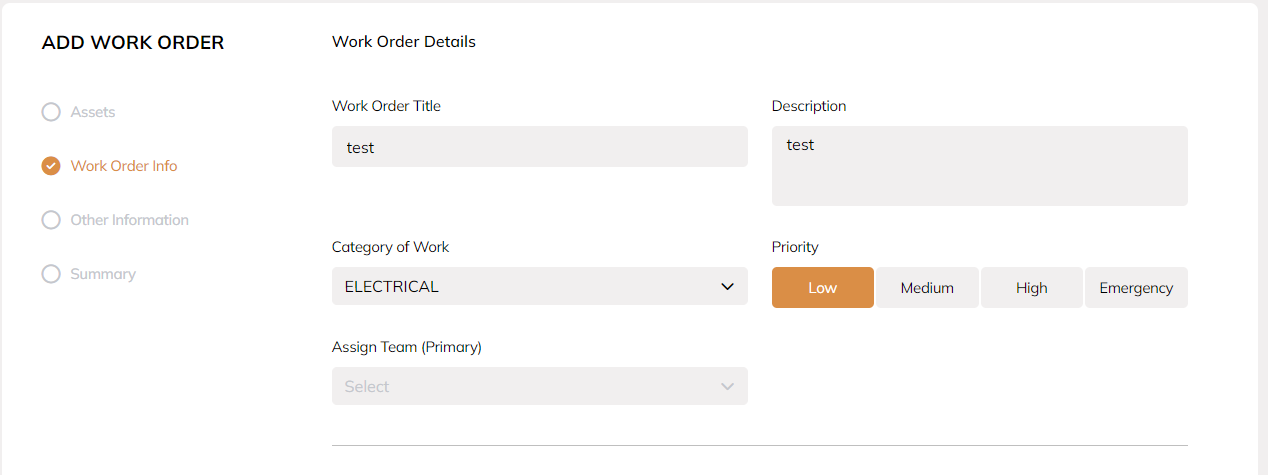 ADD WORK ORDER
Assets
Work Order Info
Other Information
Summary
Work Order Details
Work Order Title
test
Description
test
Category of Work
ELECTRICAL
Priority
Low
Medium
High
Emergency
Assign Team (Primary)
Select